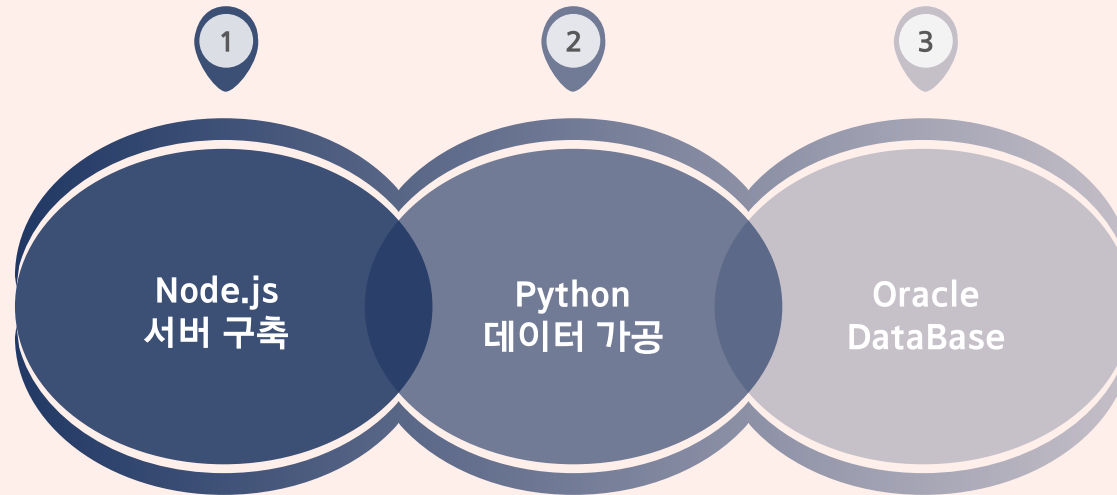 1
2
3
Node.js
서버 구축
Python
데이터 가공
Oracle
DataBase